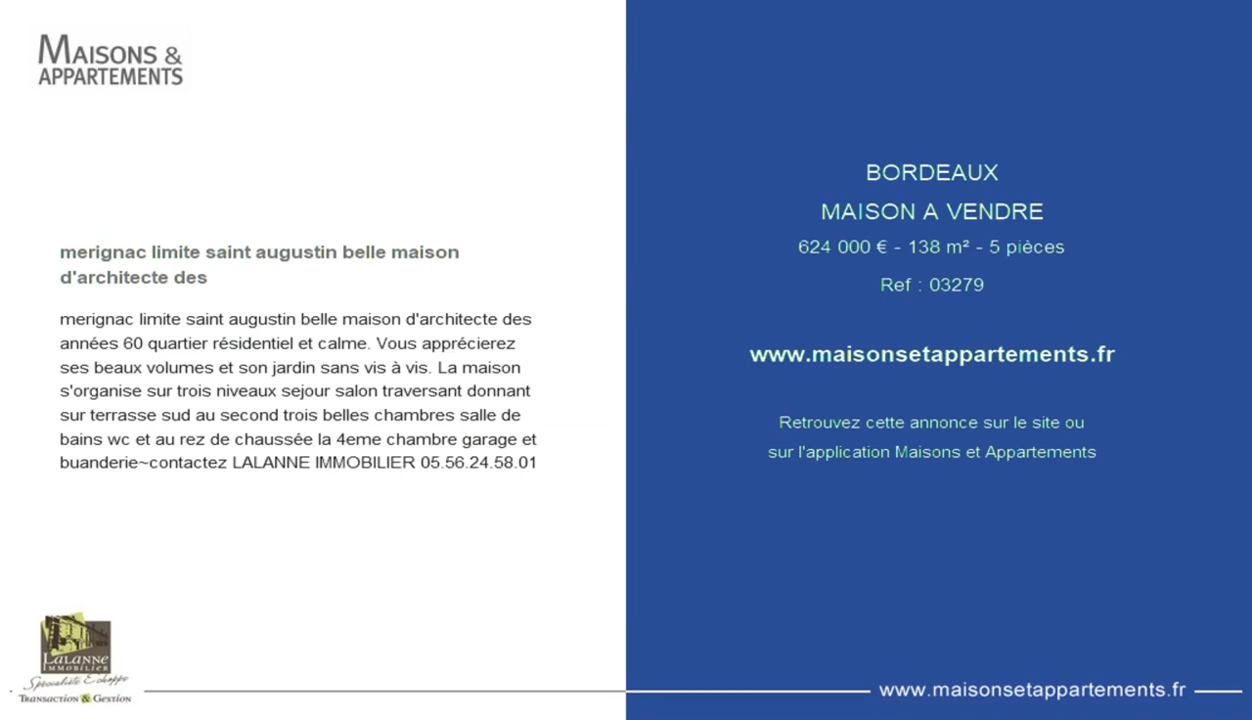 MAISONS &
APPARTEMENTS
merignac limite saint augustin belle maison
d'architecte des
merignac limite saint augustin belle maison d'architecte des
années 60 quartier résidentiel et calme. Vous apprécierez
ses beaux volumes et son jardin sans vis à vis. La maison
s'organise sur trois niveaux sejour salon traversant donnant
sur terrasse sud au second trois belles chambres salle de
bains wc et au rez de chaussée la 4eme chambre garage et
buanderie~contactez LALANNE IMMOBILIER 05.56.24.58.01
LALANNE
IMMOBILIER
Spécialiste Echoppe
TRANSACTION & GESTION
BORDEAUX
MAISON A VENDRE
624 000 € - 138 m² - 5 pièces
Ref : 03279
www.maisonsetappartements.fr
Retrouvez cette annonce sur le site ou
sur l'application Maisons et Appartements
www.maisonsetappartements.fr